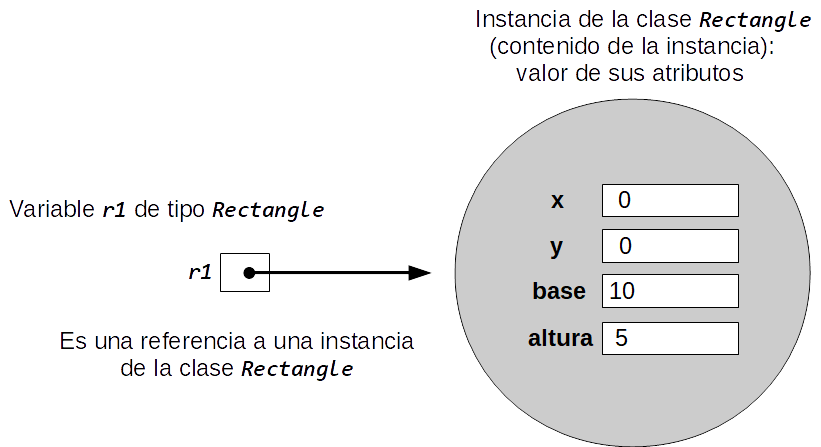 Instancia de la clase Rectangle
(contenido de la instancia):
valor de sus atributos
Variable r1 de tipo Rectangle
r1
Es una referencia a una instancia
de la clase Rectangle
x 0
y 0
base 10
altura 5